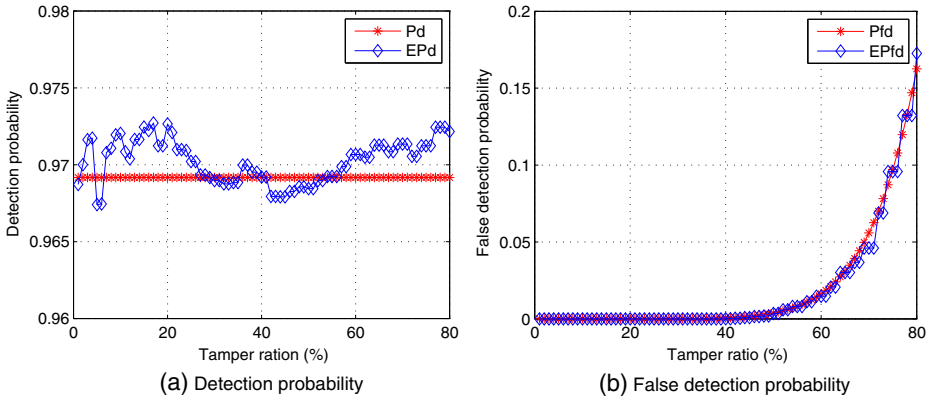 0.98
0.975
0.97
0.965
0.96
Detection probability
Pd
EPd
0
20
40
60
80
Tamper ration (%)
(a) Detection probability
0.2
0.15
0.1
0.05
0
False detection probability
Pfd
EPfd
20
40
60
80
Tamper ratio (%)
(b) False detection probability